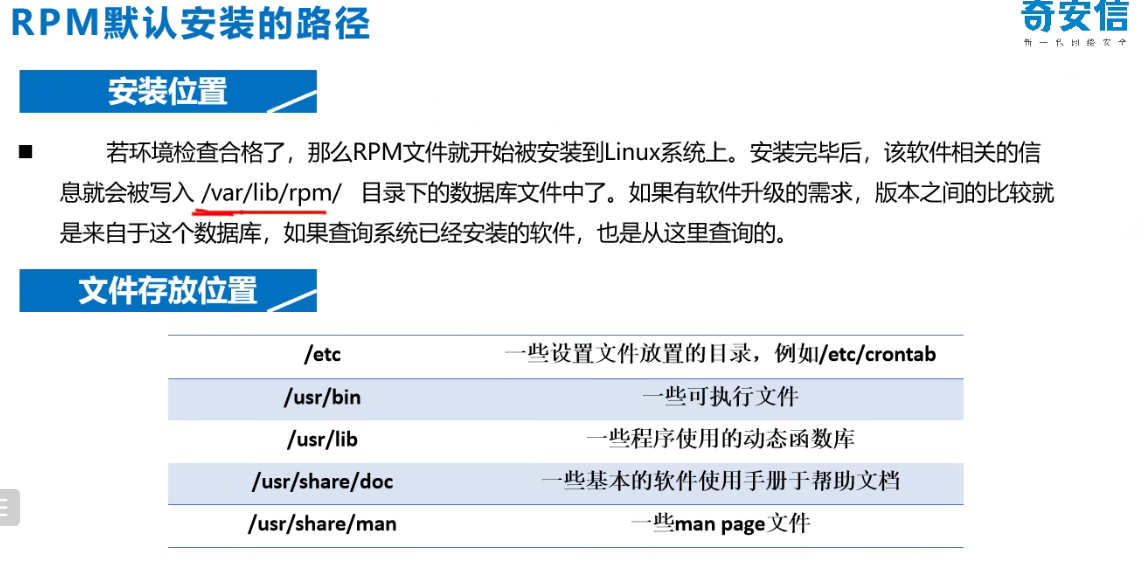 RPM默认安装的路径
奇安信
新一代网络安全
安装位置
■ 若环境检查合格了，那么RPM文件就开始被安装到Linux系统上。安装完毕后，该软件相关的信
息就会被写入 /var/lib/rpm/ 目录下的数据库文件中了。如果有软件升级的需求，版本之间的比较就
是来自于这个数据库，如果查询系统已经安装的软件，也是从这里查询的。
文件存放位置
/etc 一些设置文件放置的目录，例如/etc/crontab
/usr/bin 一些可执行文件
/usr/lib 一些程序使用的动态函数库
/usr/share/doc 一些基本的软件使用手册于帮助文档
/usr/share/man 一些man page文件